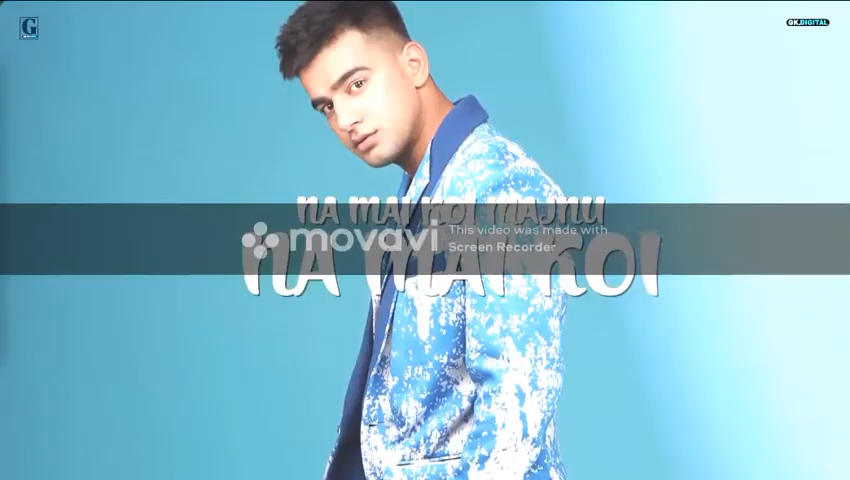 G
GK.DIGITAL
NA MAI KOI MAJNU
movavi
This video was made with
Screen Recorder
NA MAI KOI